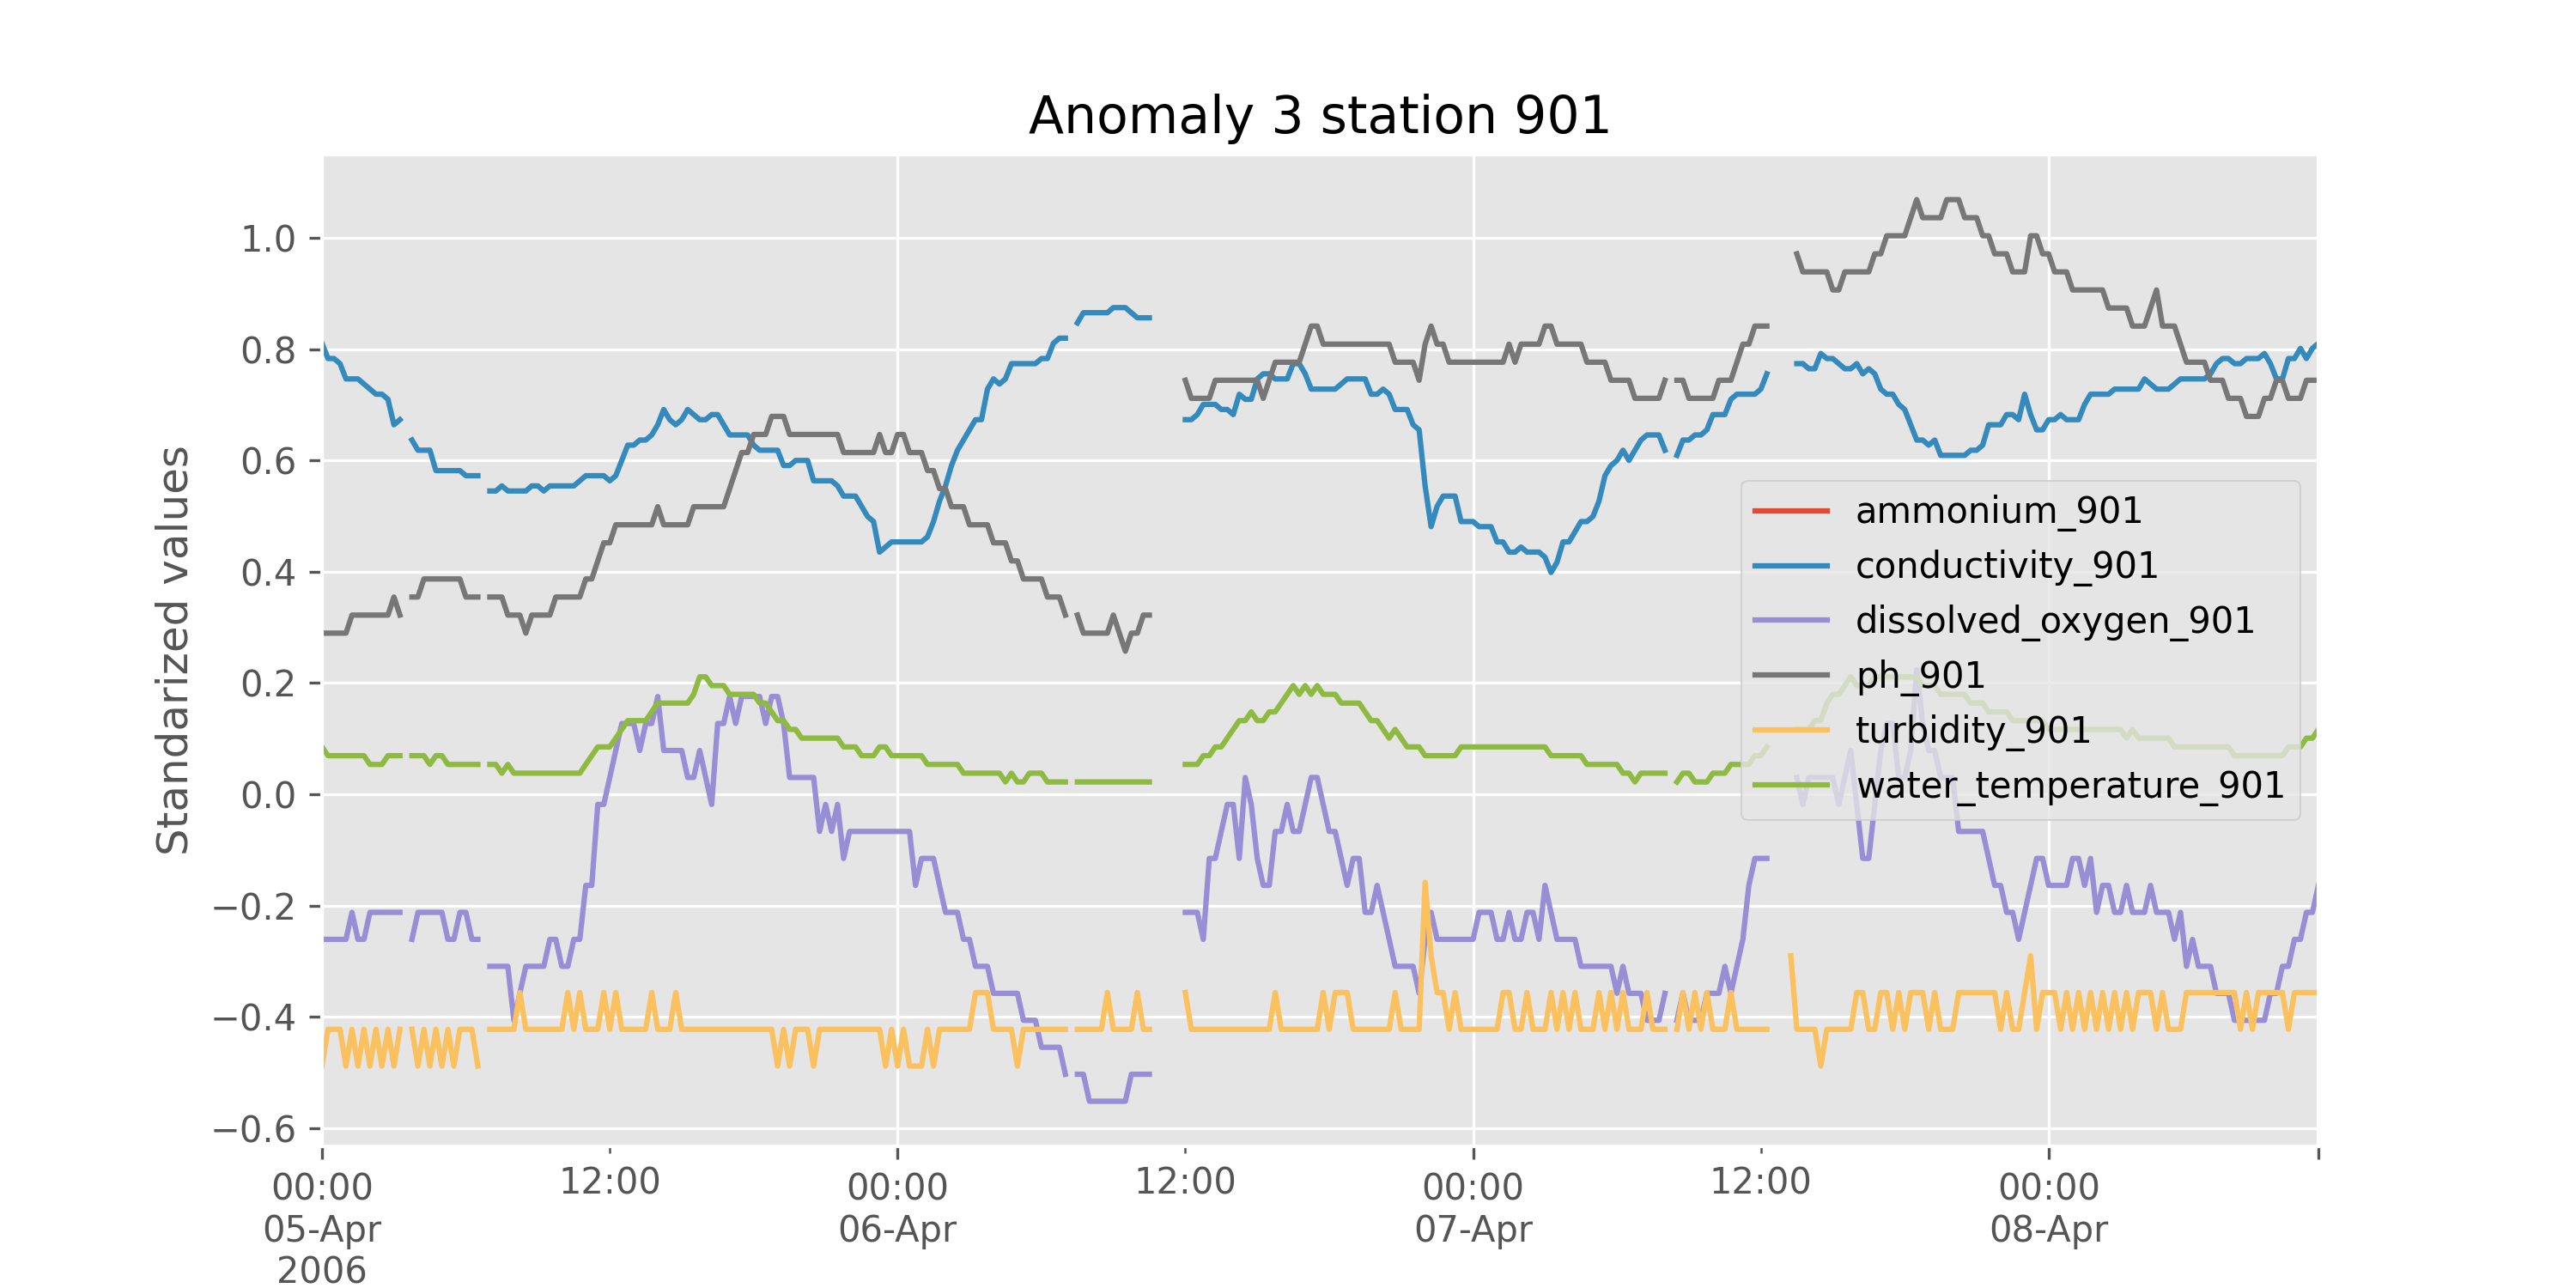 Anomaly 3 station 901
Standarized values
1.0
0.8
0.6
0.4
0.2
0.0
−0.2
−0.4
−0.6
ammonium_901
conductivity_901
dissolved_oxygen_901
ph_901
turbidity_901
water_temperature_901
00:00 12:00 00:00 12:00 00:00 12:00 00:00
05-Apr 06-Apr 07-Apr 08-Apr
2006